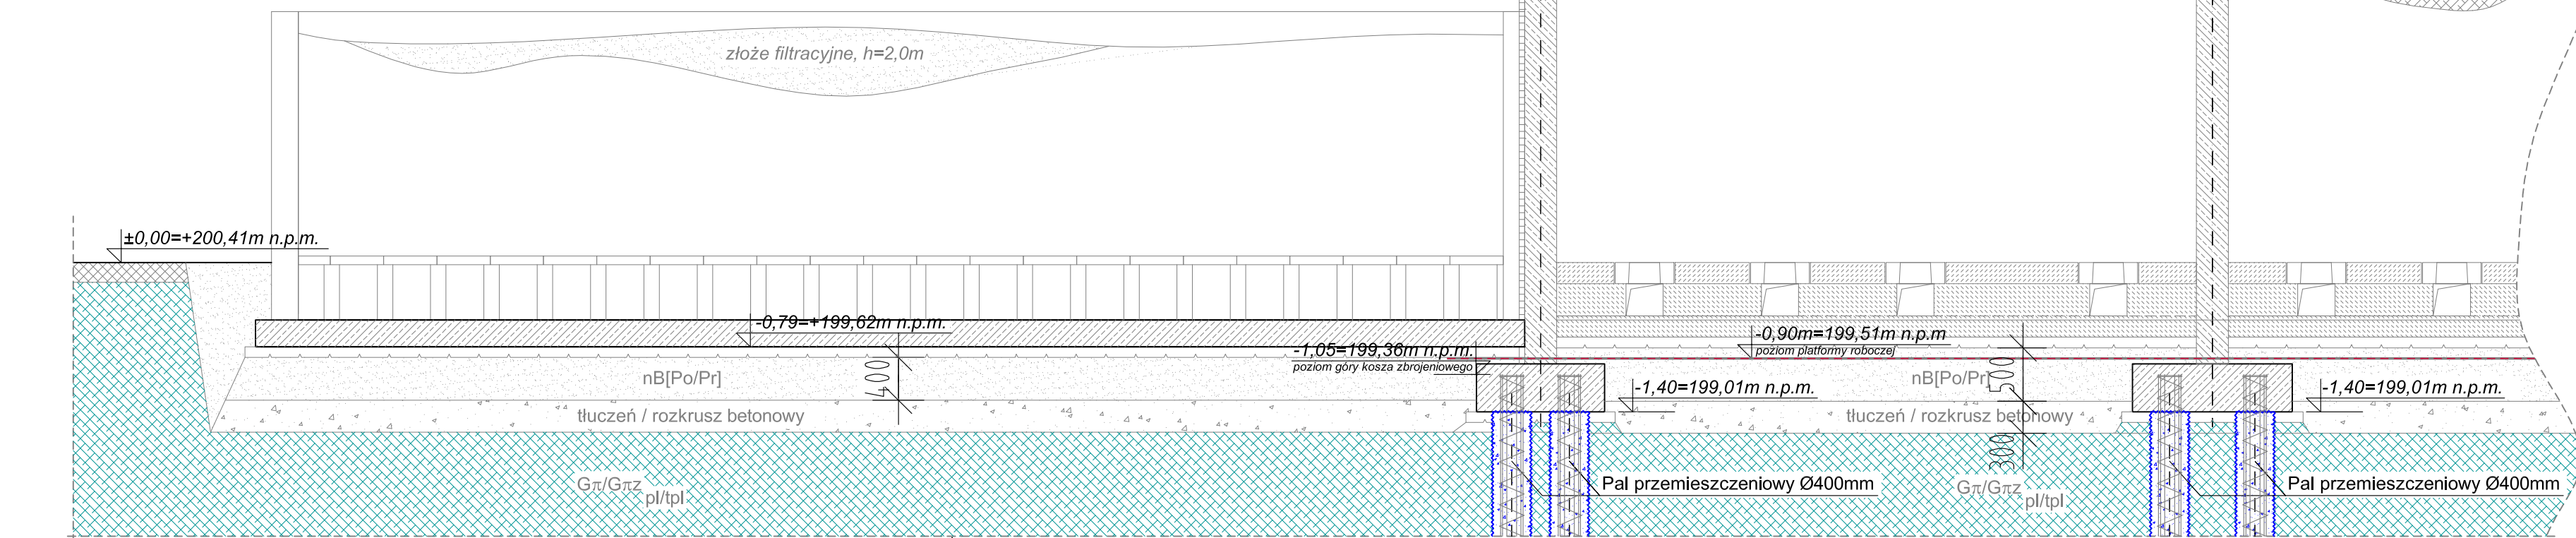 złoże filtracyjne, h=2,0m
±0,00=+200,41m n.p.m.
-0,79=+199,62m n.p.m.
-0,90m=199,51m n.p.m
poziom platformy roboczej
-1,05=199,36m n.p.m.
poziom góry kosza zbrojeniowego
400
nB[Po/Pr]
nB[Po/Pr]
500
-1,40=199,01m n.p.m.
-1,40=199,01m n.p.m.
tłuczeń / rozkrusz betonowy
tłuczeń / rozkrusz betonowy
300
Gπ/Gπz pl/tpl
Pal przemieszczeniowy Ø400mm
Gπ/Gπz pl/tpl
Pal przemieszczeniowy Ø400mm